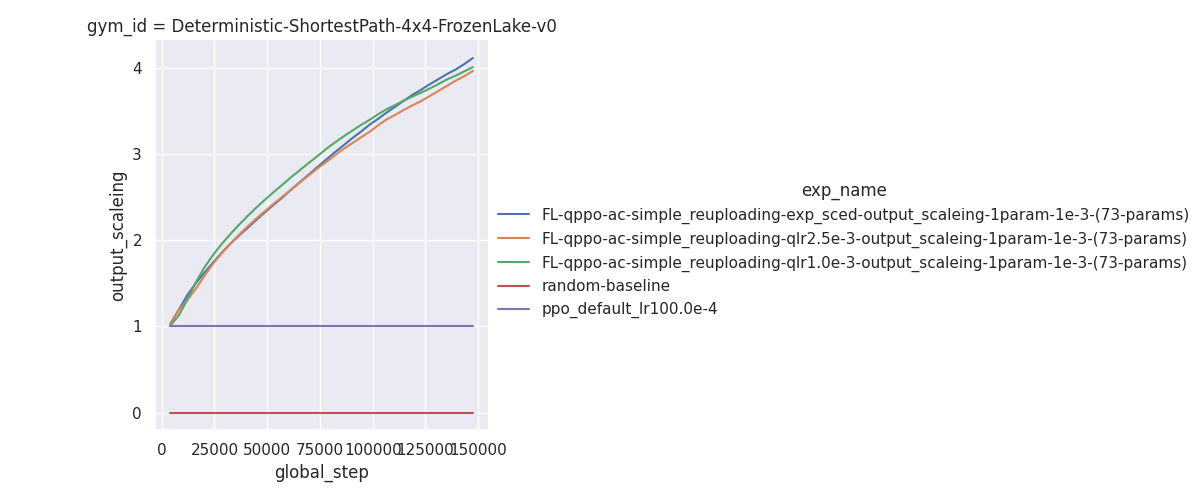 gym_id = Deterministic-ShortestPath-4x4-FrozenLake-v0
4
3
2
1
0
output_scaleing
0 25000 50000 75000 100000 125000 150000
global_step
exp_name
FL-qppo-ac-simple_reuploading-exp_sced-output_scaleing-1param-1e-3-(73-params)
FL-qppo-ac-simple_reuploading-qlr2.5e-3-output_scaleing-1param-1e-3-(73-params)
FL-qppo-ac-simple_reuploading-qlr1.0e-3-output_scaleing-1param-1e-3-(73-params)
random-baseline
ppo_default_lr100.0e-4